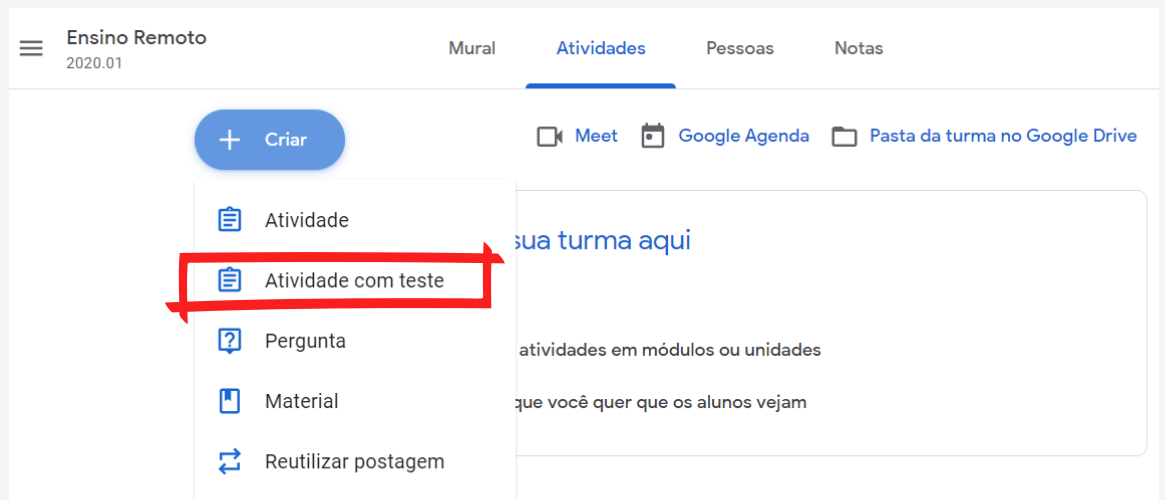 Ensino Remoto
2020.01
Mural
Atividades
Pessoas
Notas
Criar
Meet
Google Agenda
Pasta da turma no Google Drive
Atividade
Atividade com teste
Pergunta
Material
Reutilizar postagem
sua turma aqui
atividades em módulos ou unidades
que você quer que os alunos vejam